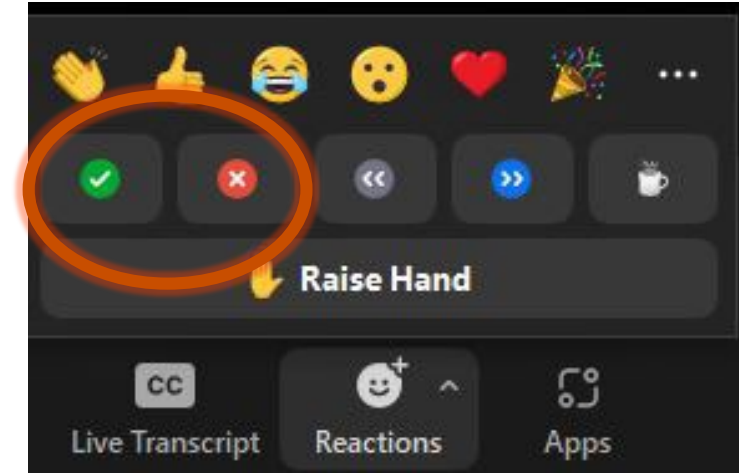 Raise Hand
CC
Live Transcript
Reactions
Apps